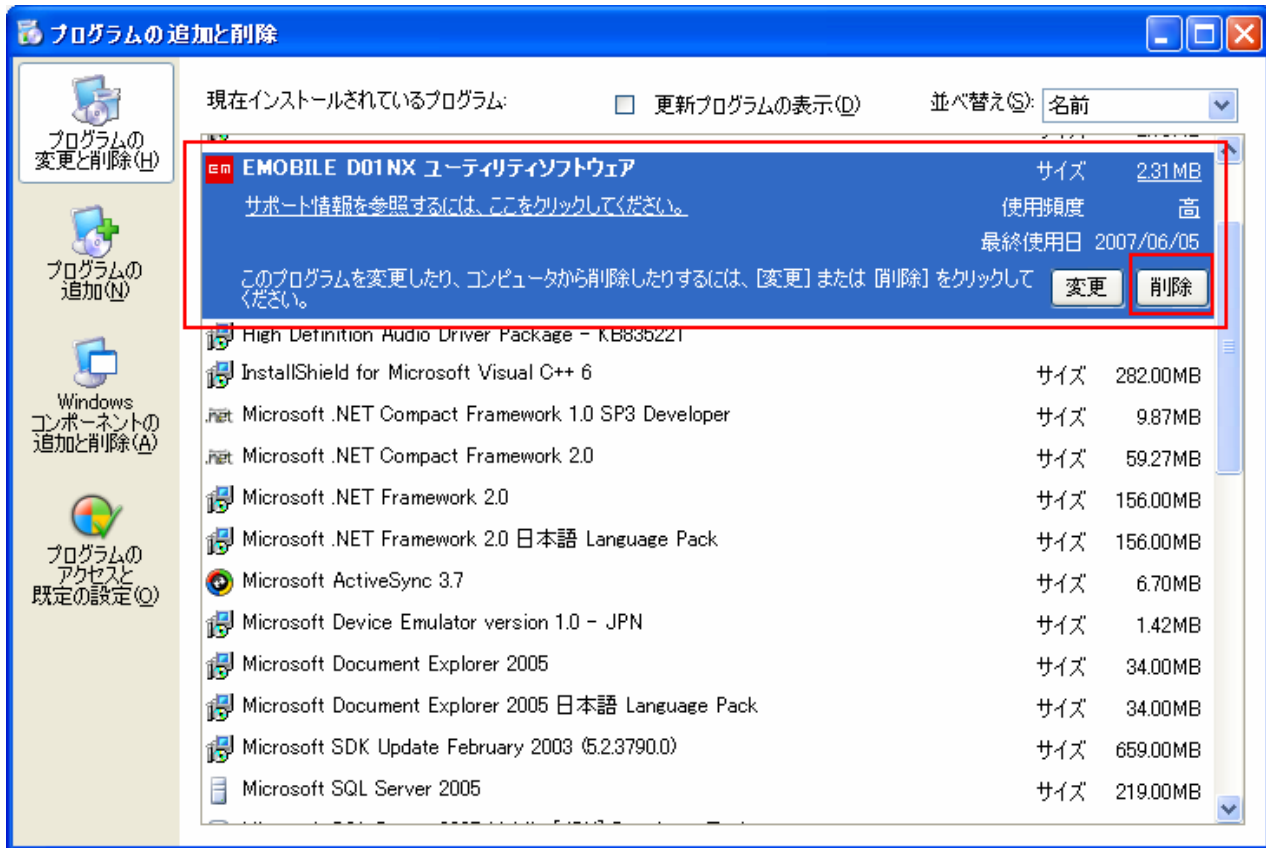 プログラムの追加と削除
プログラムの
変更と削除(H)
プログラムの
追加(N)
Windows
コンポーネントの
追加と削除(A)
プログラムの
アクセスと
既定の設定(O)
現在インストールされているプログラム: 更新プログラムの表示(D) 並べ替え(S): 名前
EM EMOBILE D01NX ユーティリティソフトウェア サイズ 2.31MB
サポート情報を参照するには、ここをクリックしてください。 使用頻度 高
最終使用日 2007/06/05
このプログラムを変更したり、コンピュータから削除したりするには、[変更] または [削除] をクリックして
ください。 変更 削除
High Definition Audio Driver Package - KB835221
InstallShield for Microsoft Visual C++ 6 サイズ 282.00MB
.net Microsoft .NET Compact Framework 1.0 SP3 Developer サイズ 9.87MB
.net Microsoft .NET Compact Framework 2.0 サイズ 59.27MB
Microsoft .NET Framework 2.0 サイズ 156.00MB
Microsoft .NET Framework 2.0 日本語 Language Pack サイズ 156.00MB
Microsoft ActiveSync 3.7 サイズ 6.70MB
Microsoft Device Emulator version 1.0 - JPN サイズ 1.42MB
Microsoft Document Explorer 2005 サイズ 34.00MB
Microsoft Document Explorer 2005 日本語 Language Pack サイズ 34.00MB
Microsoft SDK Update February 2003 (5.2.3790.0) サイズ 659.00MB
Microsoft SQL Server 2005 サイズ 219.00MB